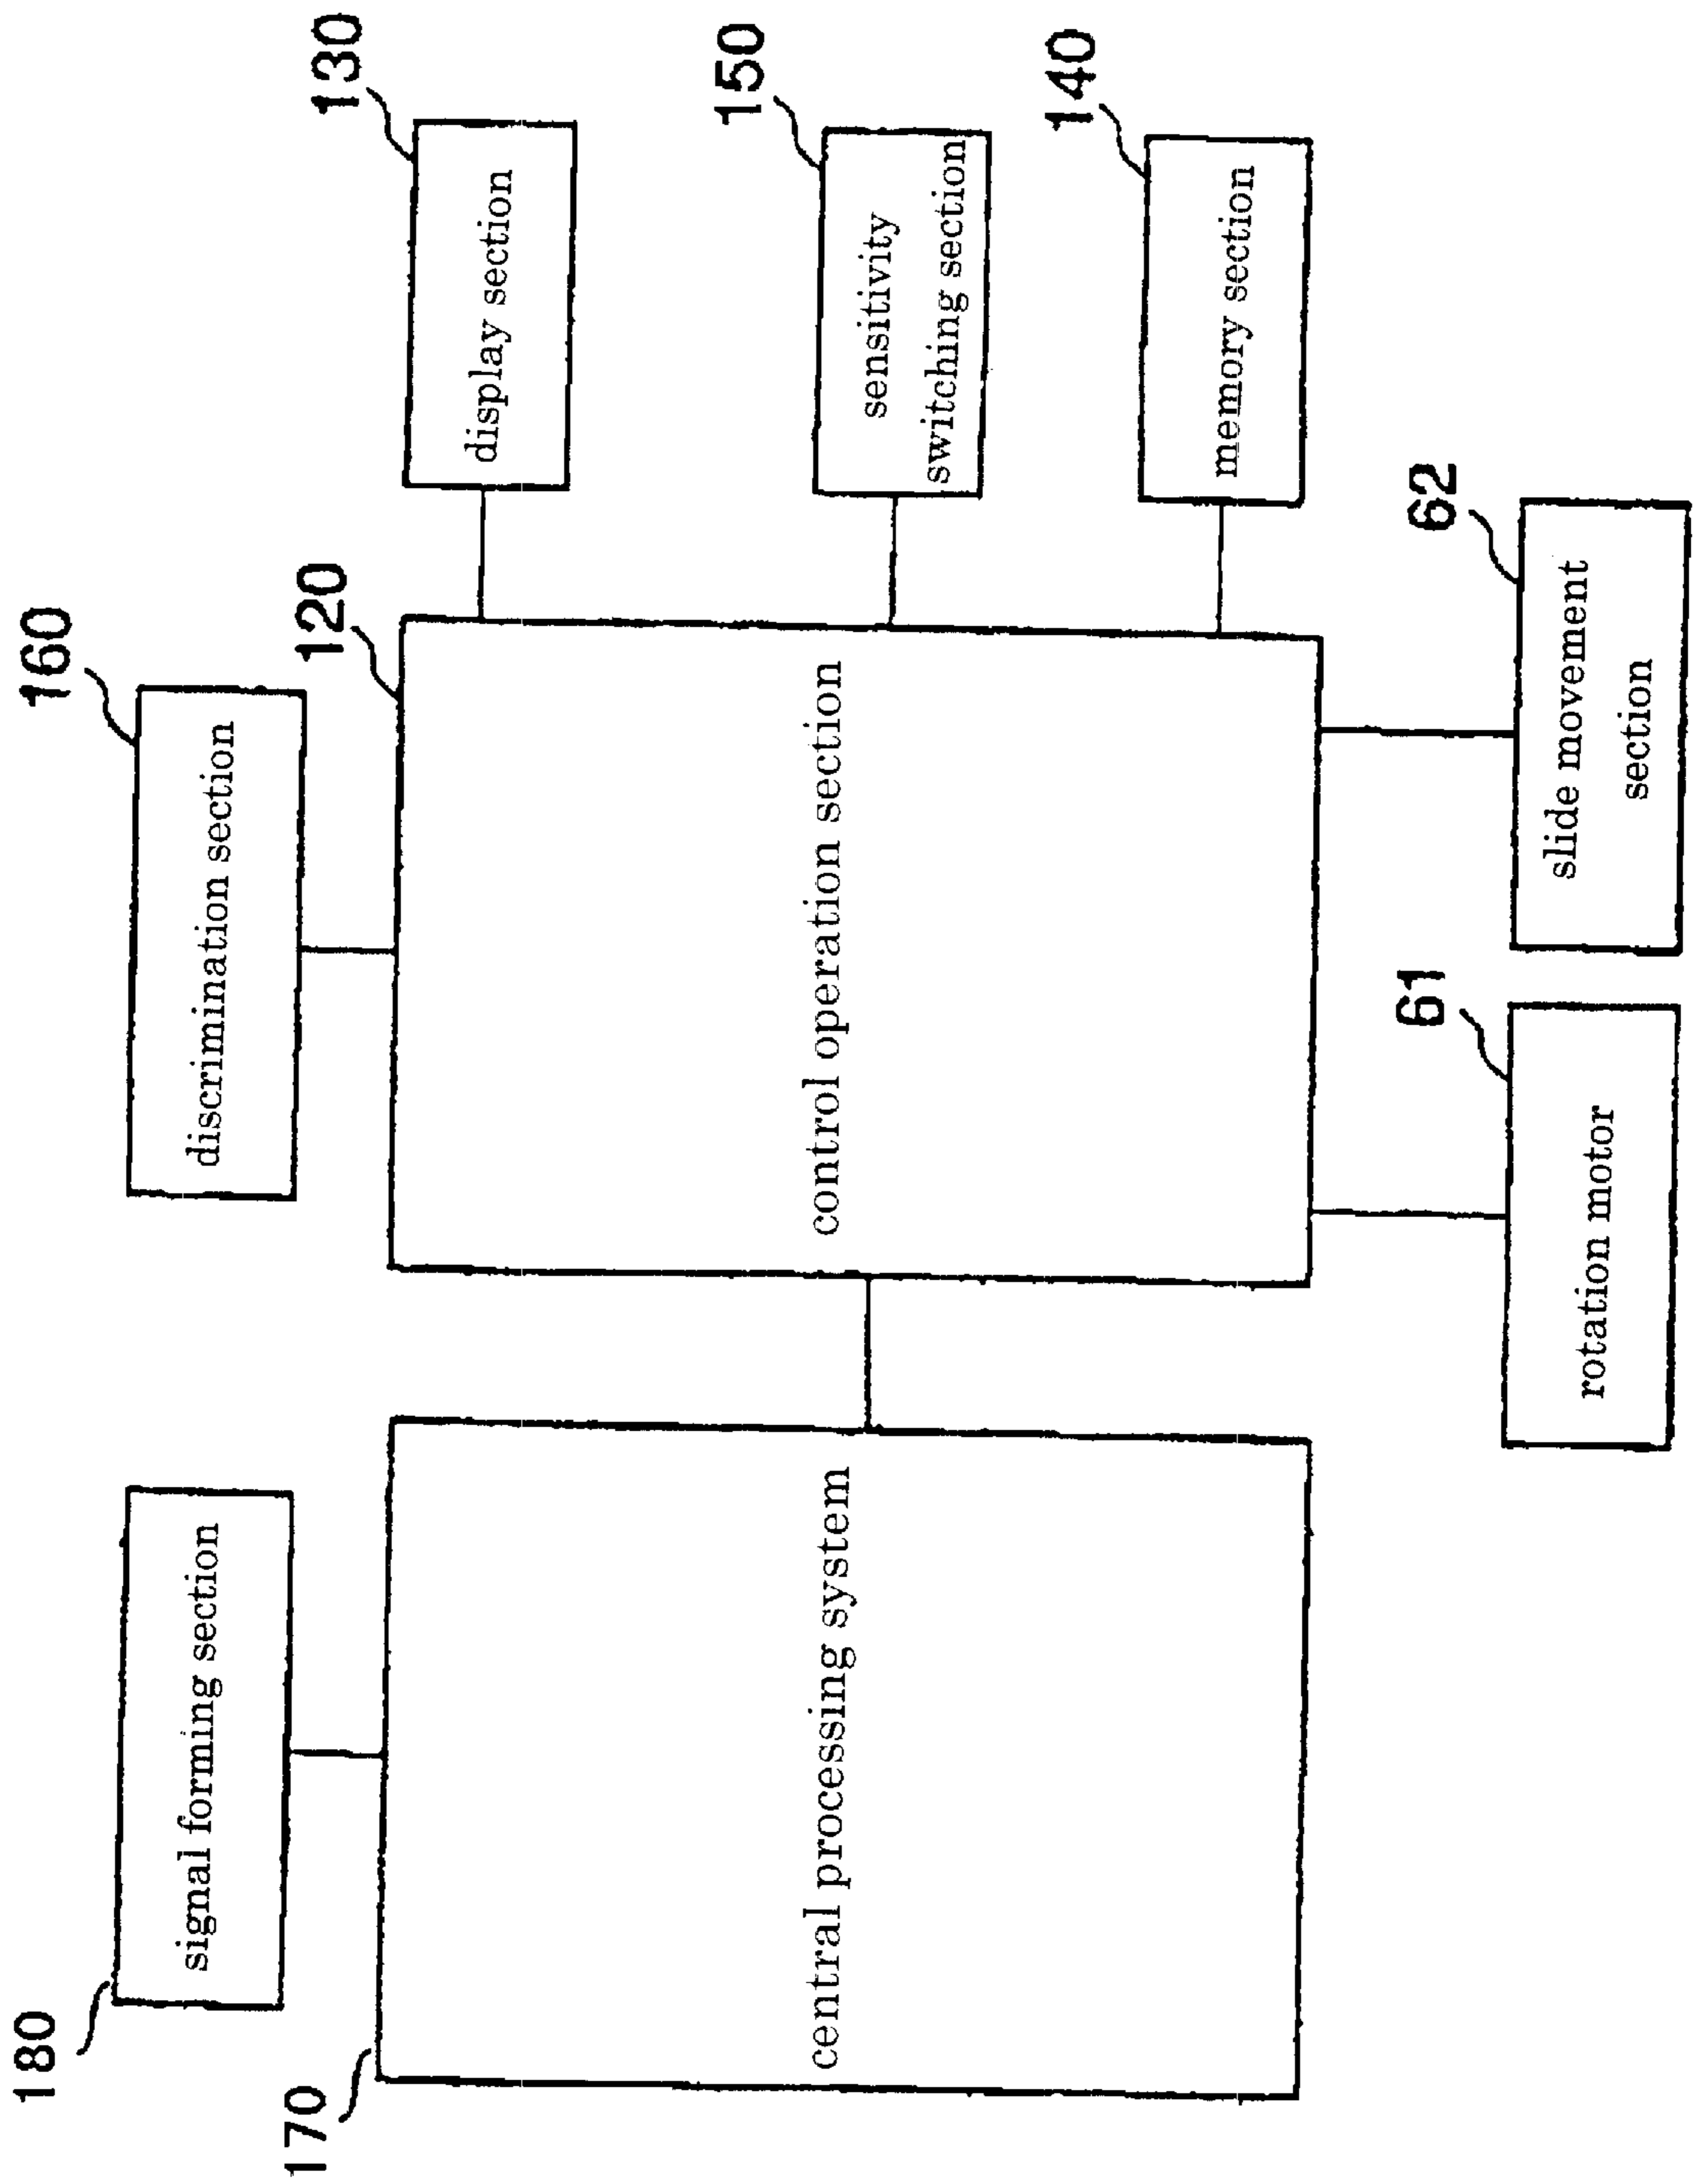 180
signal forming section
170
central processing system
160
discrimination section
120
control operation section
130
display section
150
sensitivity
switching section
140
memory section
61
rotation motor
62
slide movement
section